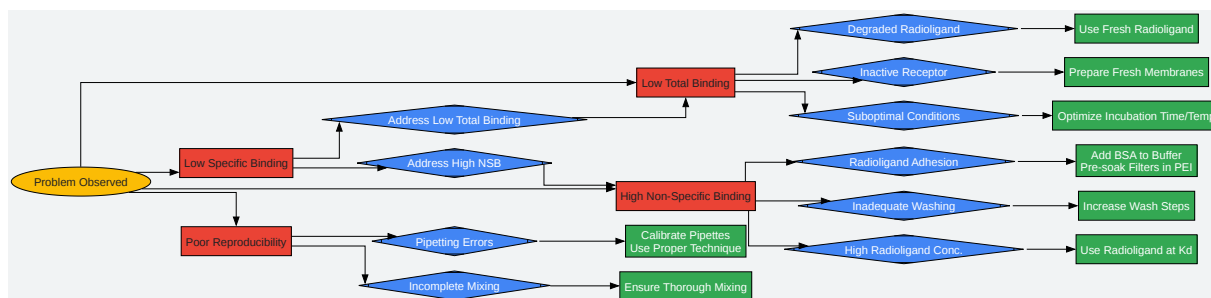 Problem Observed
Low Specific Binding
Poor Reproducibility
Address Low Total Binding
Address High NSB
Pipetting Errors
Incomplete Mixing
Low Total Binding
High Non-Specific Binding
Calibrate Pipettes
Use Proper Technique
Ensure Thorough Mixing
Degraded Radioligand
Inactive Receptor
Suboptimal Conditions
Radioligand Adhesion
Inadequate Washing
High Radioligand Conc.
Use Fresh Radioligand
Prepare Fresh Membranes
Optimize Incubation Time/Temp
Add BSA to Buffer
Pre-soak Filters in PEI
Increase Wash Steps
Use Radioligand at Kd